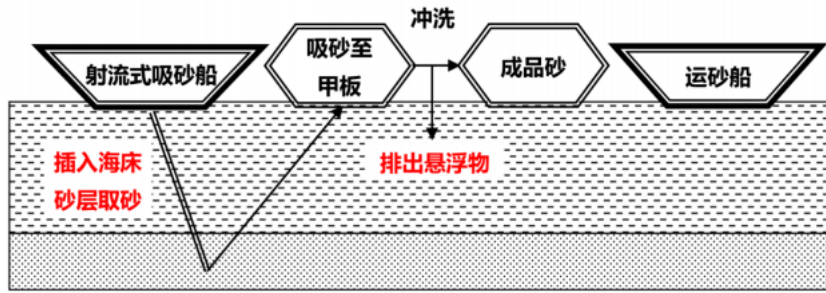 冲洗
射流式吸砂船
吸砂至
甲板
成品砂
运砂船
插入海床
砂层取砂
排出悬浮物